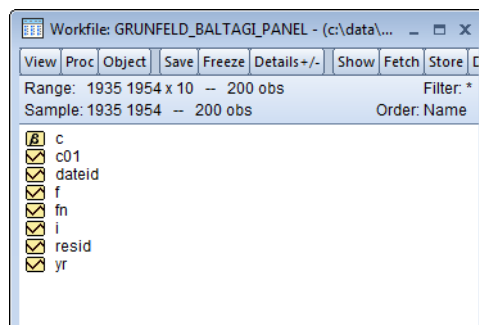 Workfile: GRUNFELD_BALTAGI_PANEL - (c:\data\...
View Proc Object Save Freeze Details+/- Show Fetch Store D
Range: 1935 1954 x 10 -- 200 obs Filter: *
Sample: 1935 1954 -- 200 obs Order: Name
β c
c01
dateid
f
fn
i
resid
yr